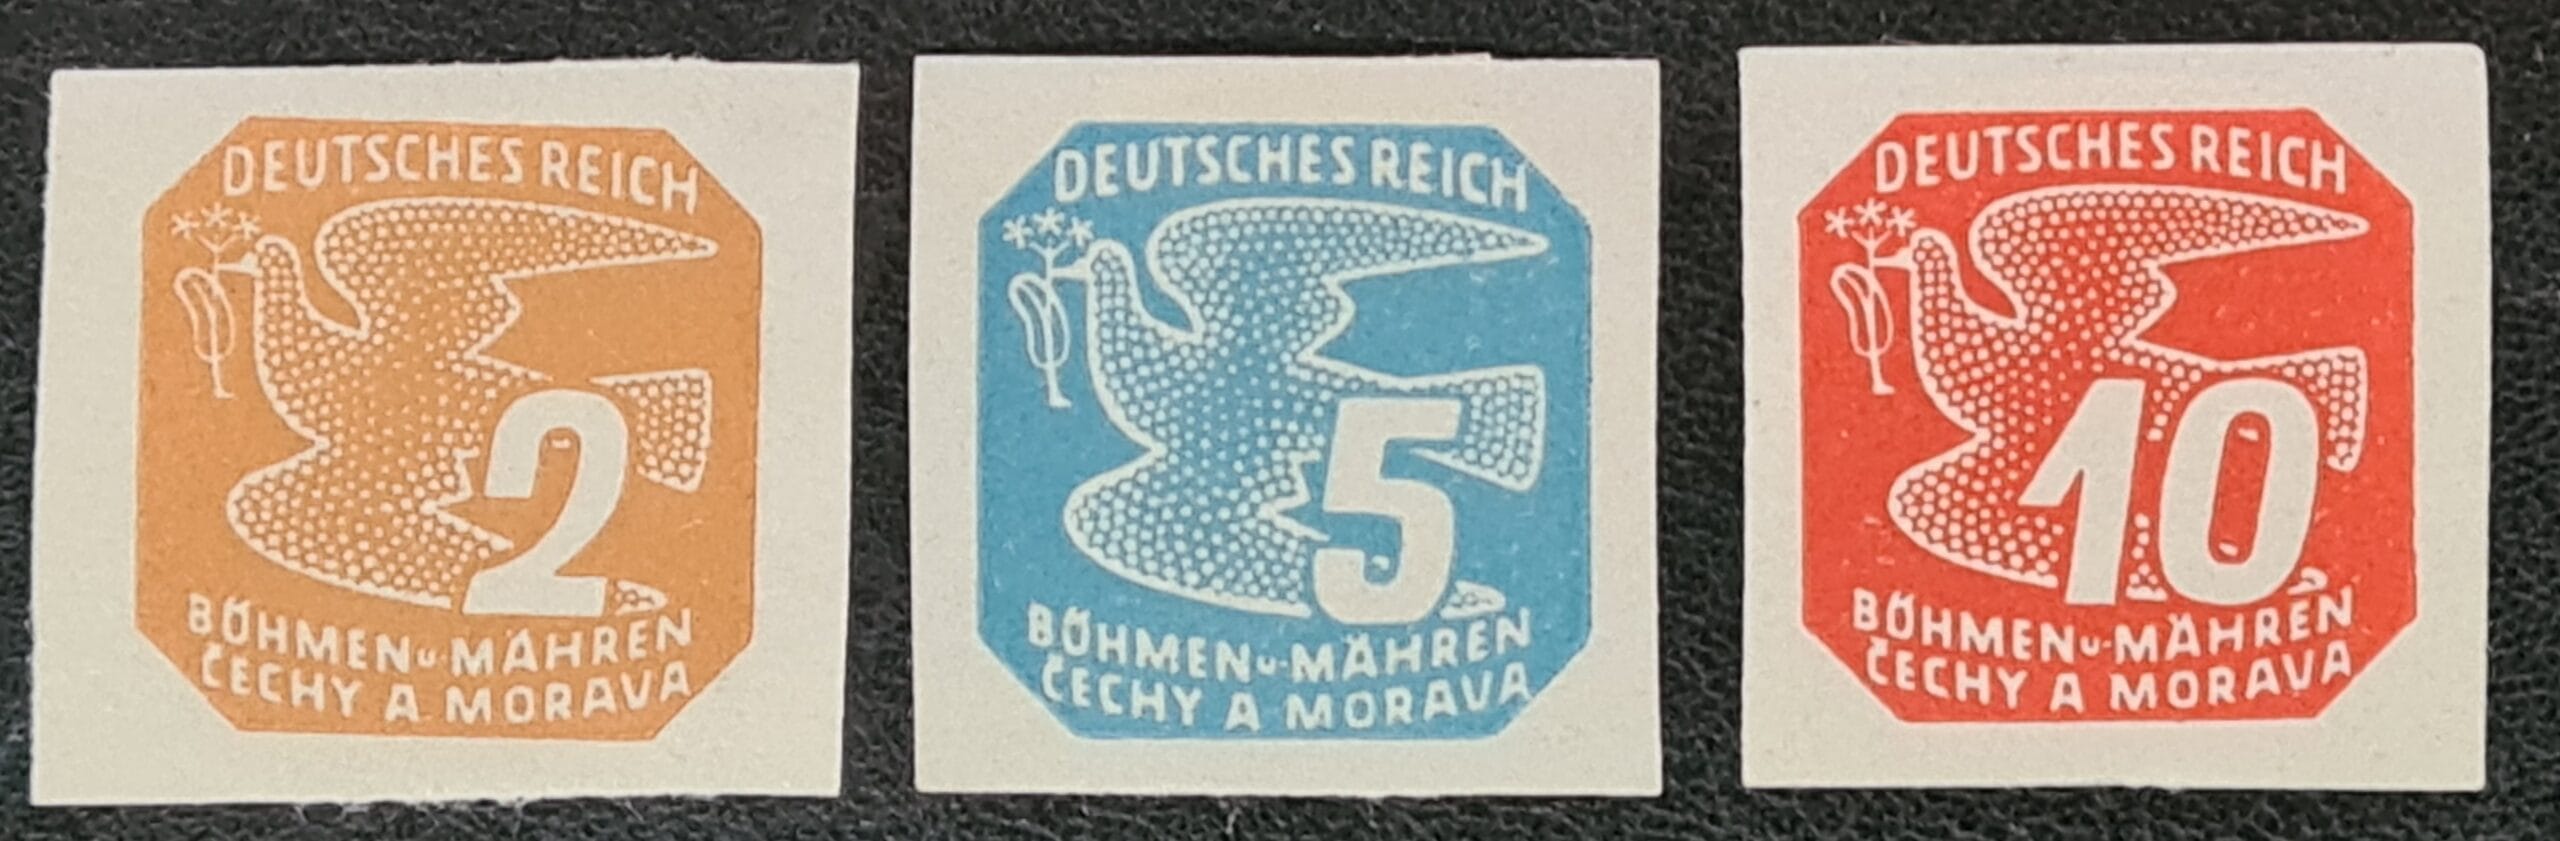 DEUTSCHES REICH
2
BÖHMEN u. MÄHREN
ČECHY A MORAVA
DEUTSCHES REICH
5
BÖHMEN u. MÄHREN
ČECHY A MORAVA
DEUTSCHES REICH
10
BÖHMEN u. MÄHREN
ČECHY A MORAVA